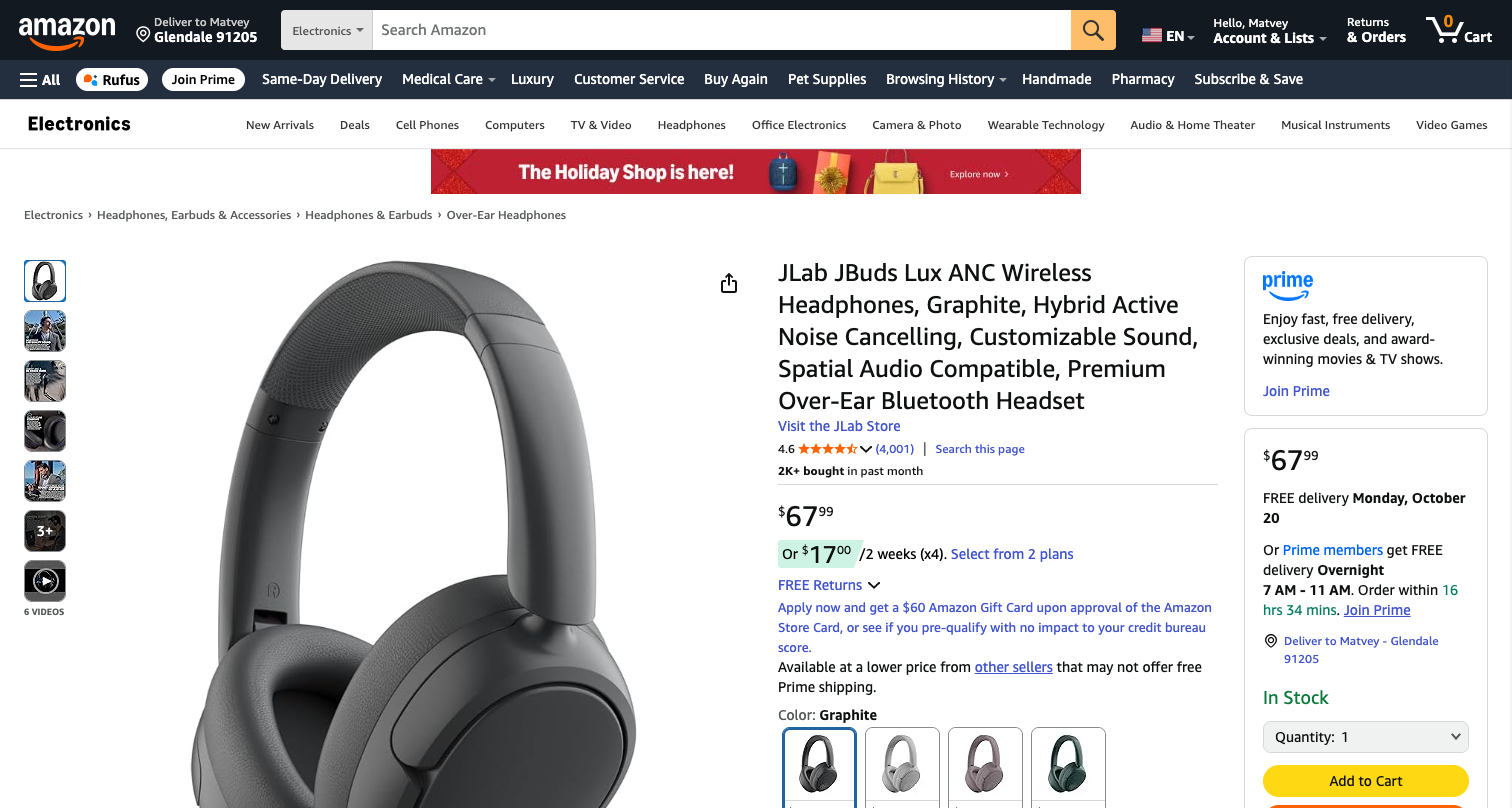 amazon
Deliver to Matvey
Glendale 91205
Electronics
Search Amazon
EN
Hello, Matvey
Account & Lists
Returns
& Orders
0
Cart
All
Rufus
Join Prime
Same-Day Delivery
Medical Care
Luxury
Customer Service
Buy Again
Pet Supplies
Browsing History
Handmade
Pharmacy
Subscribe & Save
Electronics
New Arrivals
Deals
Cell Phones
Computers
TV & Video
Headphones
Office Electronics
Camera & Photo
Wearable Technology
Audio & Home Theater
Musical Instruments
Video Games
The Holiday Shop is here!
Explore now ›
Electronics › Headphones, Earbuds & Accessories › Headphones & Earbuds › Over-Ear Headphones
3+
6 VIDEOS
JLab JBuds Lux ANC Wireless
Headphones, Graphite, Hybrid Active
Noise Cancelling, Customizable Sound,
Spatial Audio Compatible, Premium
Over-Ear Bluetooth Headset
Visit the JLab Store
4.6 (4,001) | Search this page
2K+ bought in past month
$67 99
Or $17 00 /2 weeks (x4). Select from 2 plans
FREE Returns
Apply now and get a $60 Amazon Gift Card upon approval of the Amazon
Store Card, or see if you pre-qualify with no impact to your credit bureau
score.
Available at a lower price from other sellers that may not offer free
Prime shipping.
Color: Graphite
prime
Enjoy fast, free delivery,
exclusive deals, and award-
winning movies & TV shows.
Join Prime
$67 99
FREE delivery Monday, October
20
Or Prime members get FREE
delivery Overnight
7 AM - 11 AM. Order within 16
hrs 34 mins. Join Prime
Deliver to Matvey - Glendale
91205
In Stock
Quantity: 1
Add to Cart